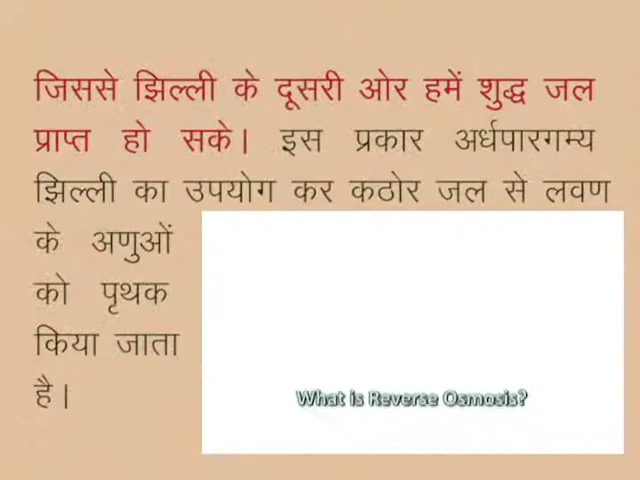 जिससे झिल्ली के दूसरी ओर हमें शुद्ध जल
प्राप्त हो सके। इस प्रकार अर्धपारगम्य
झिल्ली का उपयोग कर कठोर जल से लवण
के अणुओं
को पृथक
किया जाता
है।
What is Reverse Osmosis?